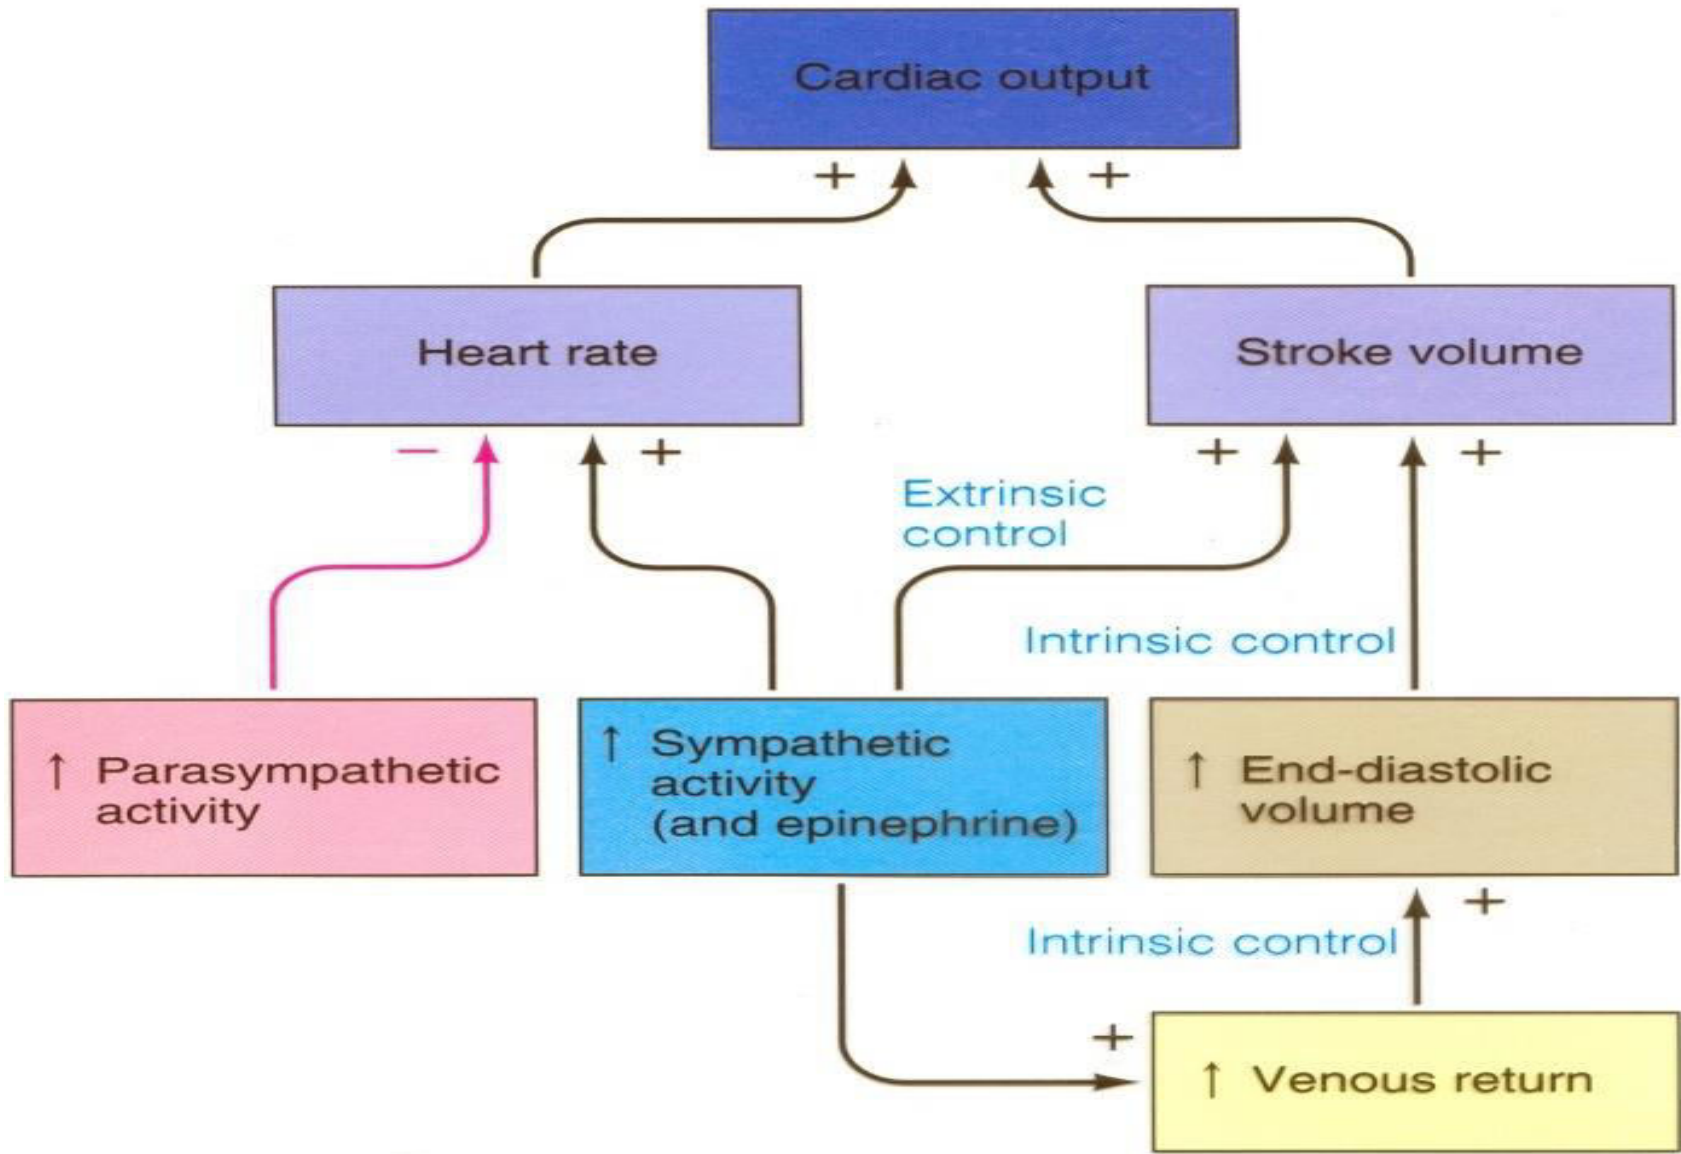 Cardiac output
+ +
Heart rate
Stroke volume
− +
+ +
Extrinsic
control
Intrinsic control
↑ Parasympathetic
activity
↑ Sympathetic
activity
(and epinephrine)
↑ End-diastolic
volume
+
Intrinsic control
+
↑ Venous return